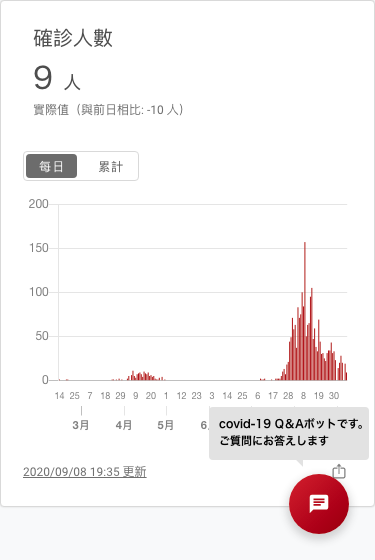 確診人數
9 人
實際值（與前日相比: -10 人）
每日 累計
200
150
100
50
0
14 25 7 18 29 9 20 1 12 23 3 14 25 6 17 28 8 19 30
3月 4月 5月
covid-19 Q&Aボットです。
ご質問にお答えします
2020/09/08 19:35 更新